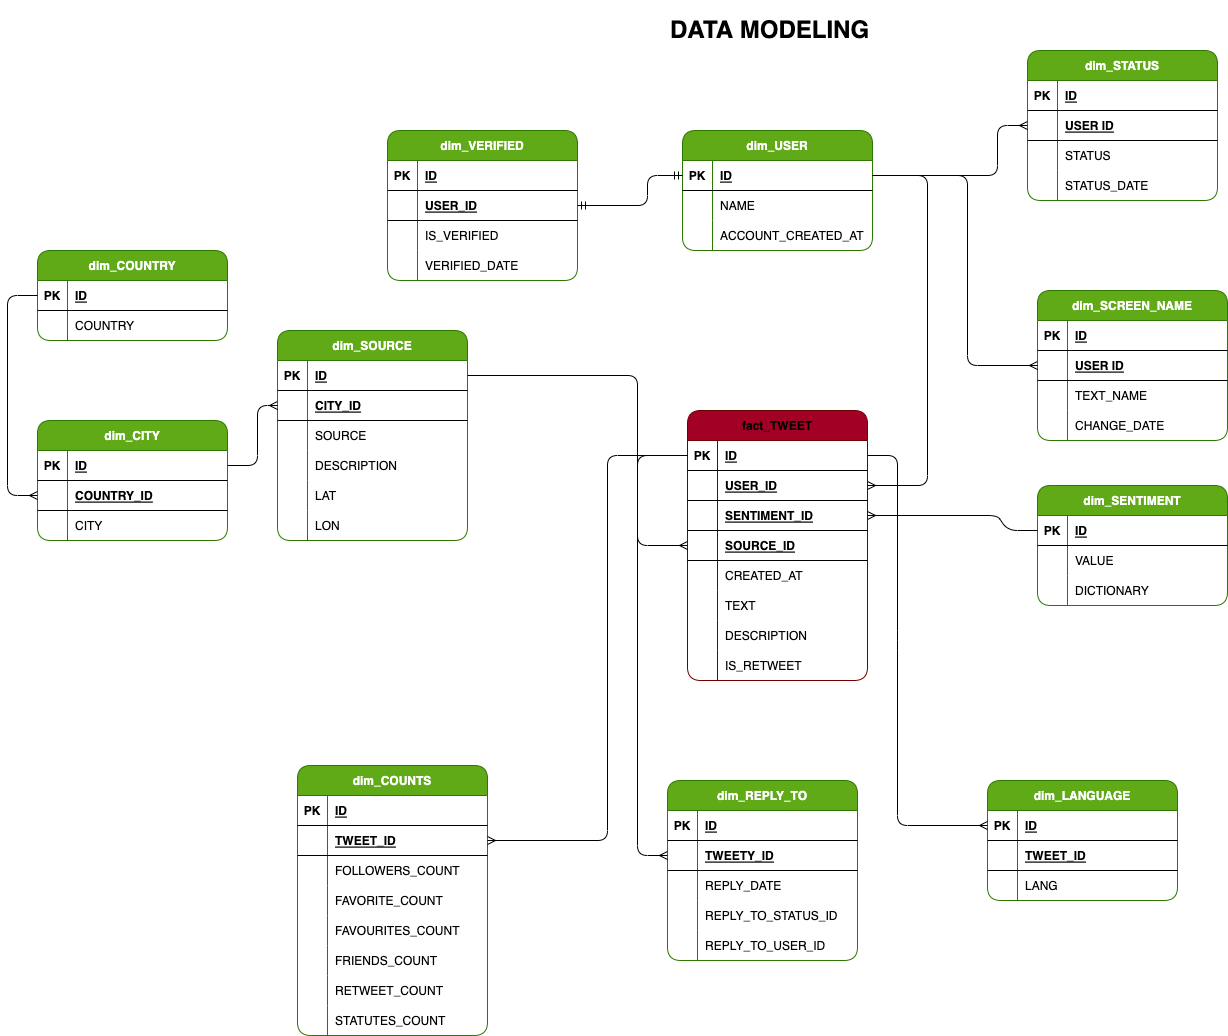 DATA MODELING
dim_STATUS
PK ID
USER ID
STATUS
STATUS_DATE
dim_VERIFIED
PK ID
USER_ID
IS_VERIFIED
VERIFIED_DATE
dim_USER
PK ID
NAME
ACCOUNT_CREATED_AT
dim_COUNTRY
PK ID
COUNTRY
dim_SCREEN_NAME
PK ID
USER ID
TEXT_NAME
CHANGE_DATE
dim_SOURCE
PK ID
CITY_ID
SOURCE
DESCRIPTION
LAT
LON
dim_CITY
PK ID
COUNTRY_ID
CITY
fact_TWEET
PK ID
USER_ID
SENTIMENT_ID
SOURCE_ID
CREATED_AT
TEXT
DESCRIPTION
IS_RETWEET
dim_SENTIMENT
PK ID
VALUE
DICTIONARY
dim_COUNTS
PK ID
TWEET_ID
FOLLOWERS_COUNT
FAVORITE_COUNT
FAVOURITES_COUNT
FRIENDS_COUNT
RETWEET_COUNT
STATUTES_COUNT
dim_REPLY_TO
PK ID
TWEETY_ID
REPLY_DATE
REPLY_TO_STATUS_ID
REPLY_TO_USER_ID
dim_LANGUAGE
PK ID
TWEET_ID
LANG